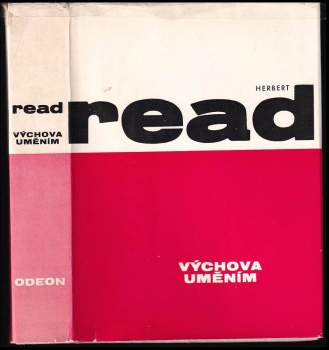 read
VÝCHOVA
UMĚNÍM
ODEON
HERBERT
read
VÝCHOVA
UMĚNÍM